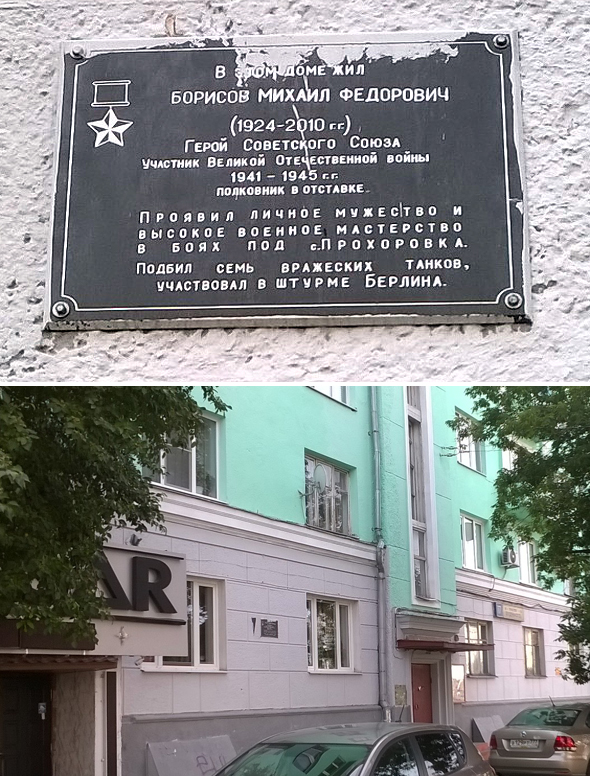 В ЭТОМ ДОМЕ ЖИЛ
БОРИСОВ МИХАИЛ ФЕДОРОВИЧ
(1924-2010 г.г.)
ГЕРОЙ СОВЕТСКОГО СОЮЗА
УЧАСТНИК ВЕЛИКОЙ ОТЕЧЕСТВЕННОЙ ВОЙНЫ
1941 – 1945 г.г.
ПОЛКОВНИК В ОТСТАВКЕ.
ПРОЯВИЛ ЛИЧНОЕ МУЖЕСТВО И
ВЫСОКОЕ ВОЕННОЕ МАСТЕРСТВО
В БОЯХ ПОД с.ПРОХОРОВКА.
ПОДБИЛ СЕМЬ ВРАЖЕСКИХ ТАНКОВ,
УЧАСТВОВАЛ В ШТУРМЕ БЕРЛИНА.
AR